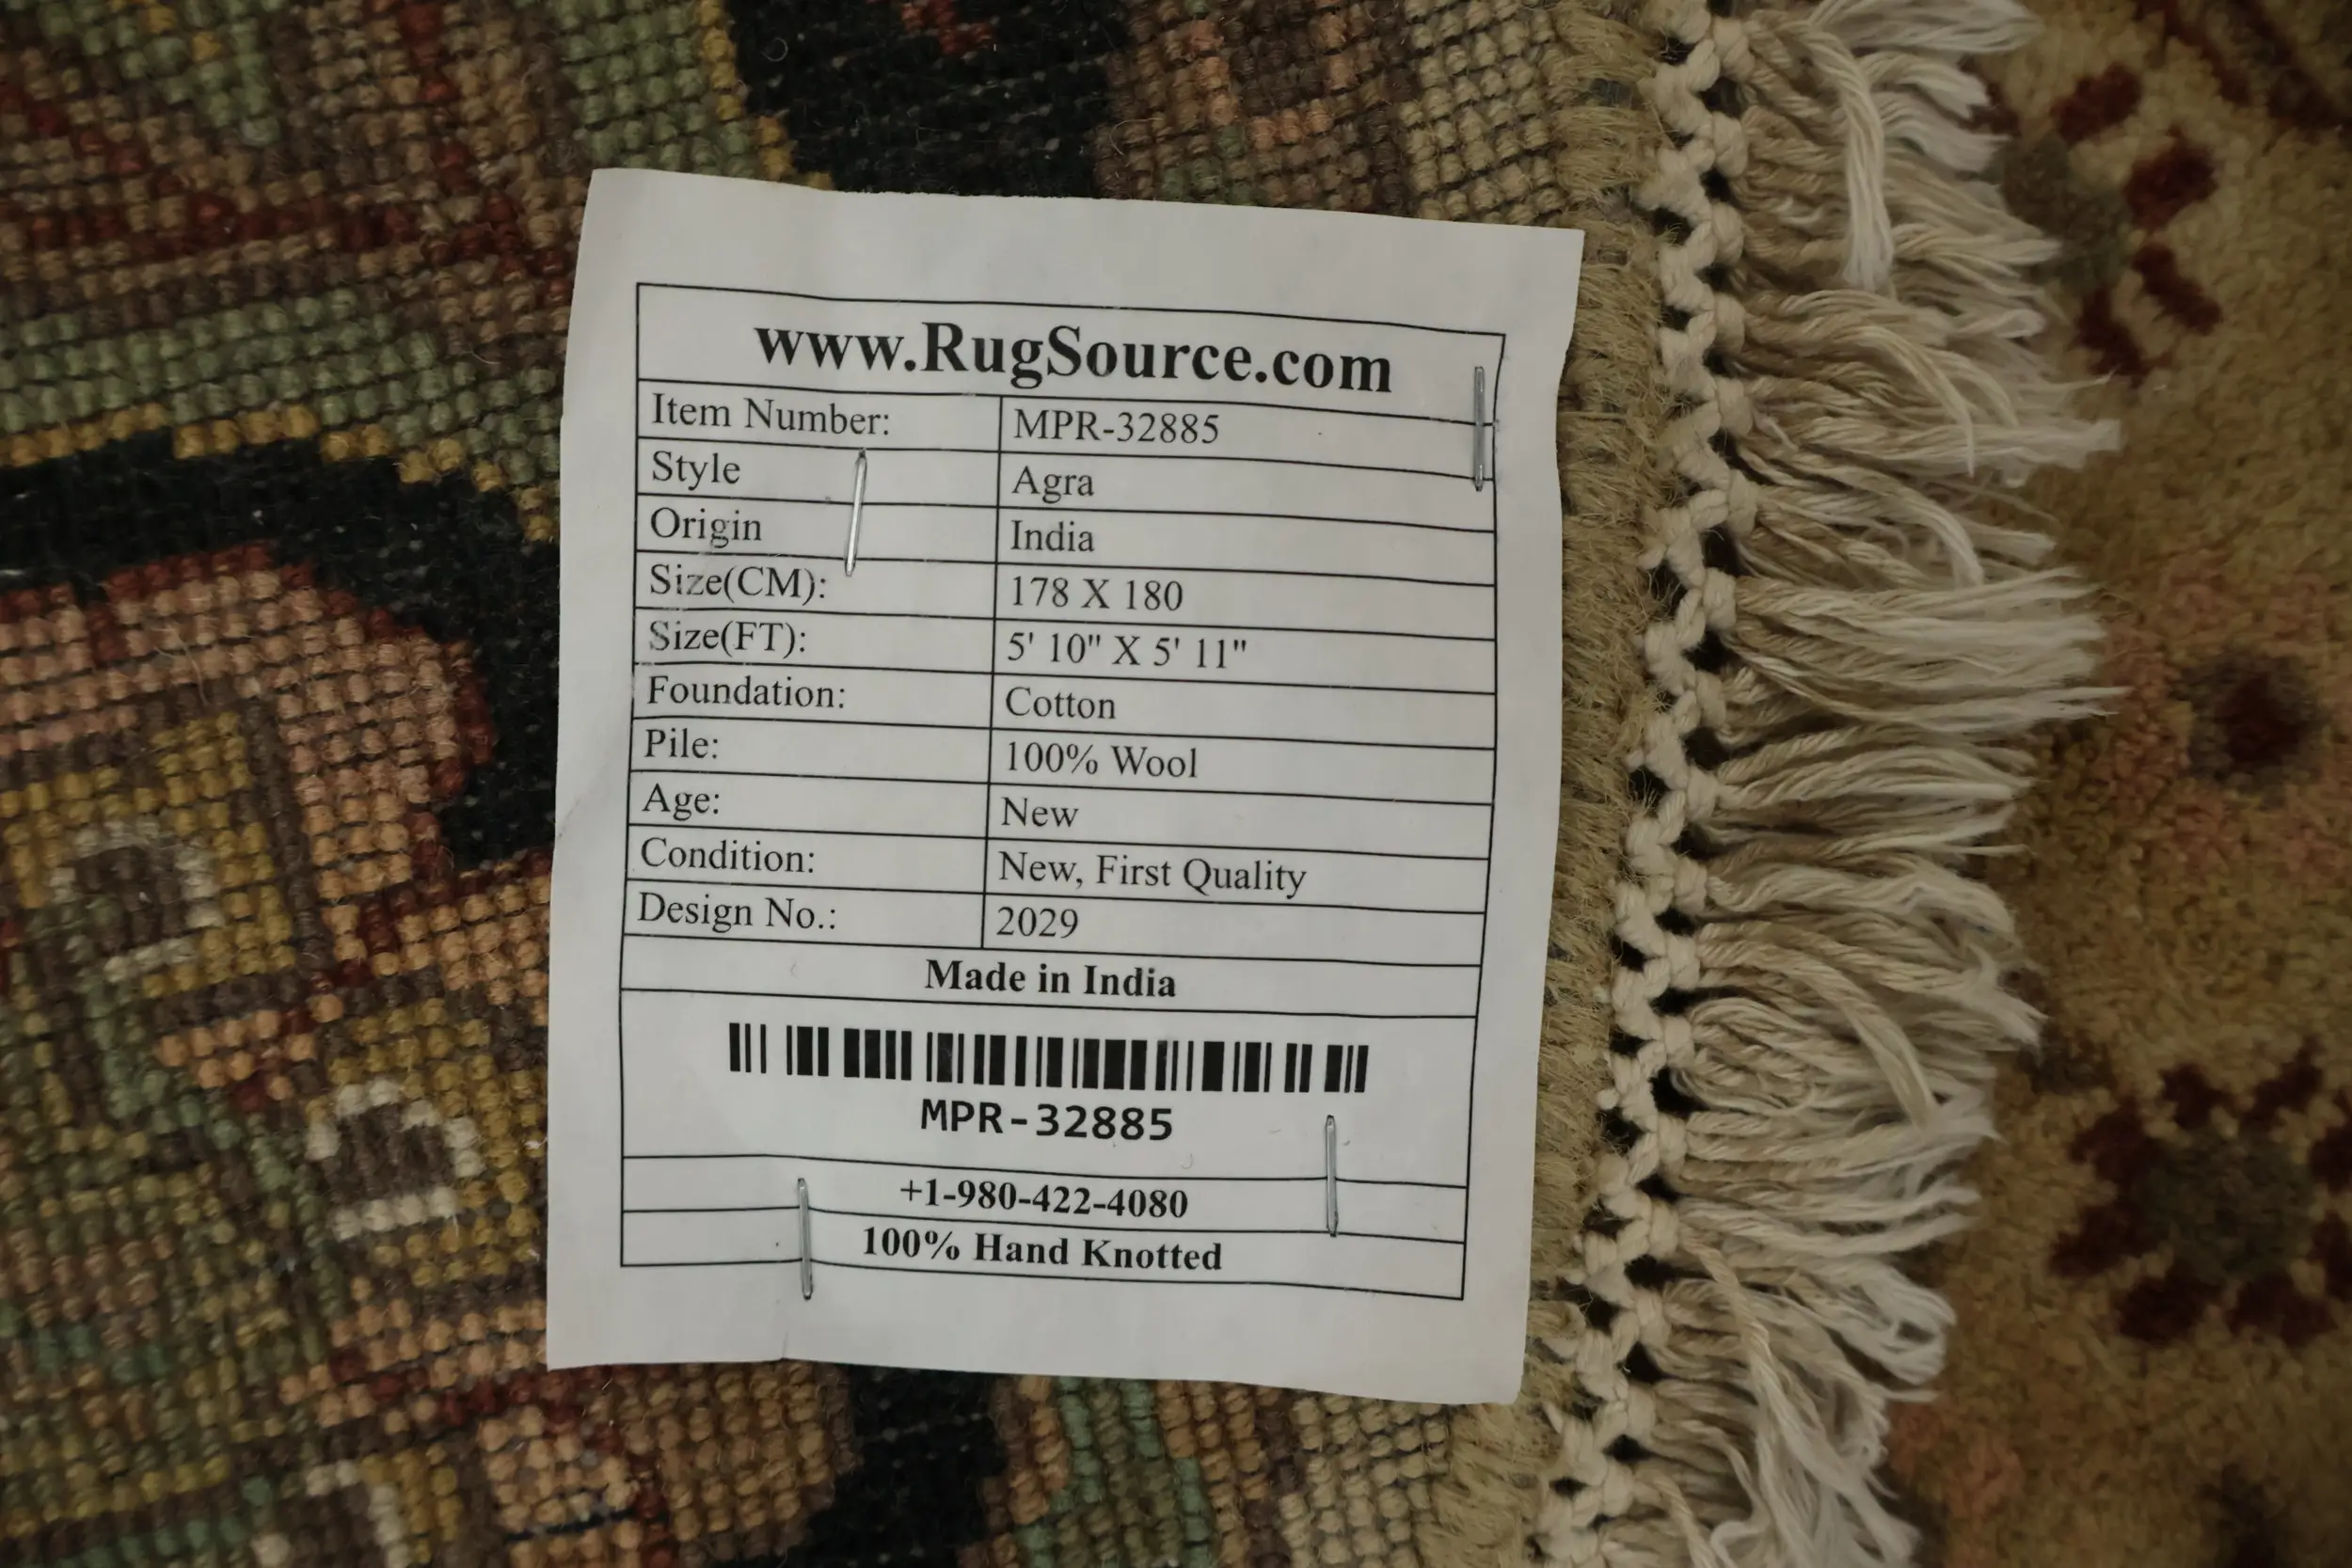 www.RugSource.com
Item Number: MPR-32885
Style Agra
Origin India
Size(CM): 178 X 180
Size(FT): 5' 10" X 5' 11"
Foundation: Cotton
Pile: 100% Wool
Age: New
Condition: New, First Quality
Design No.: 2029
Made in India
MPR-32885
+1-980-422-4080
100% Hand Knotted